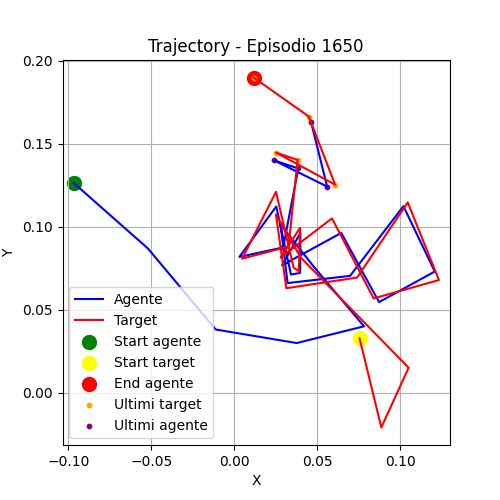 Trajectory - Episodio 1650
0.20
0.15
0.10
0.05
0.00
Y
Agente
Target
Start agente
Start target
End agente
Ultimi target
Ultimi agente
−0.10 −0.05 0.00 0.05 0.10
X